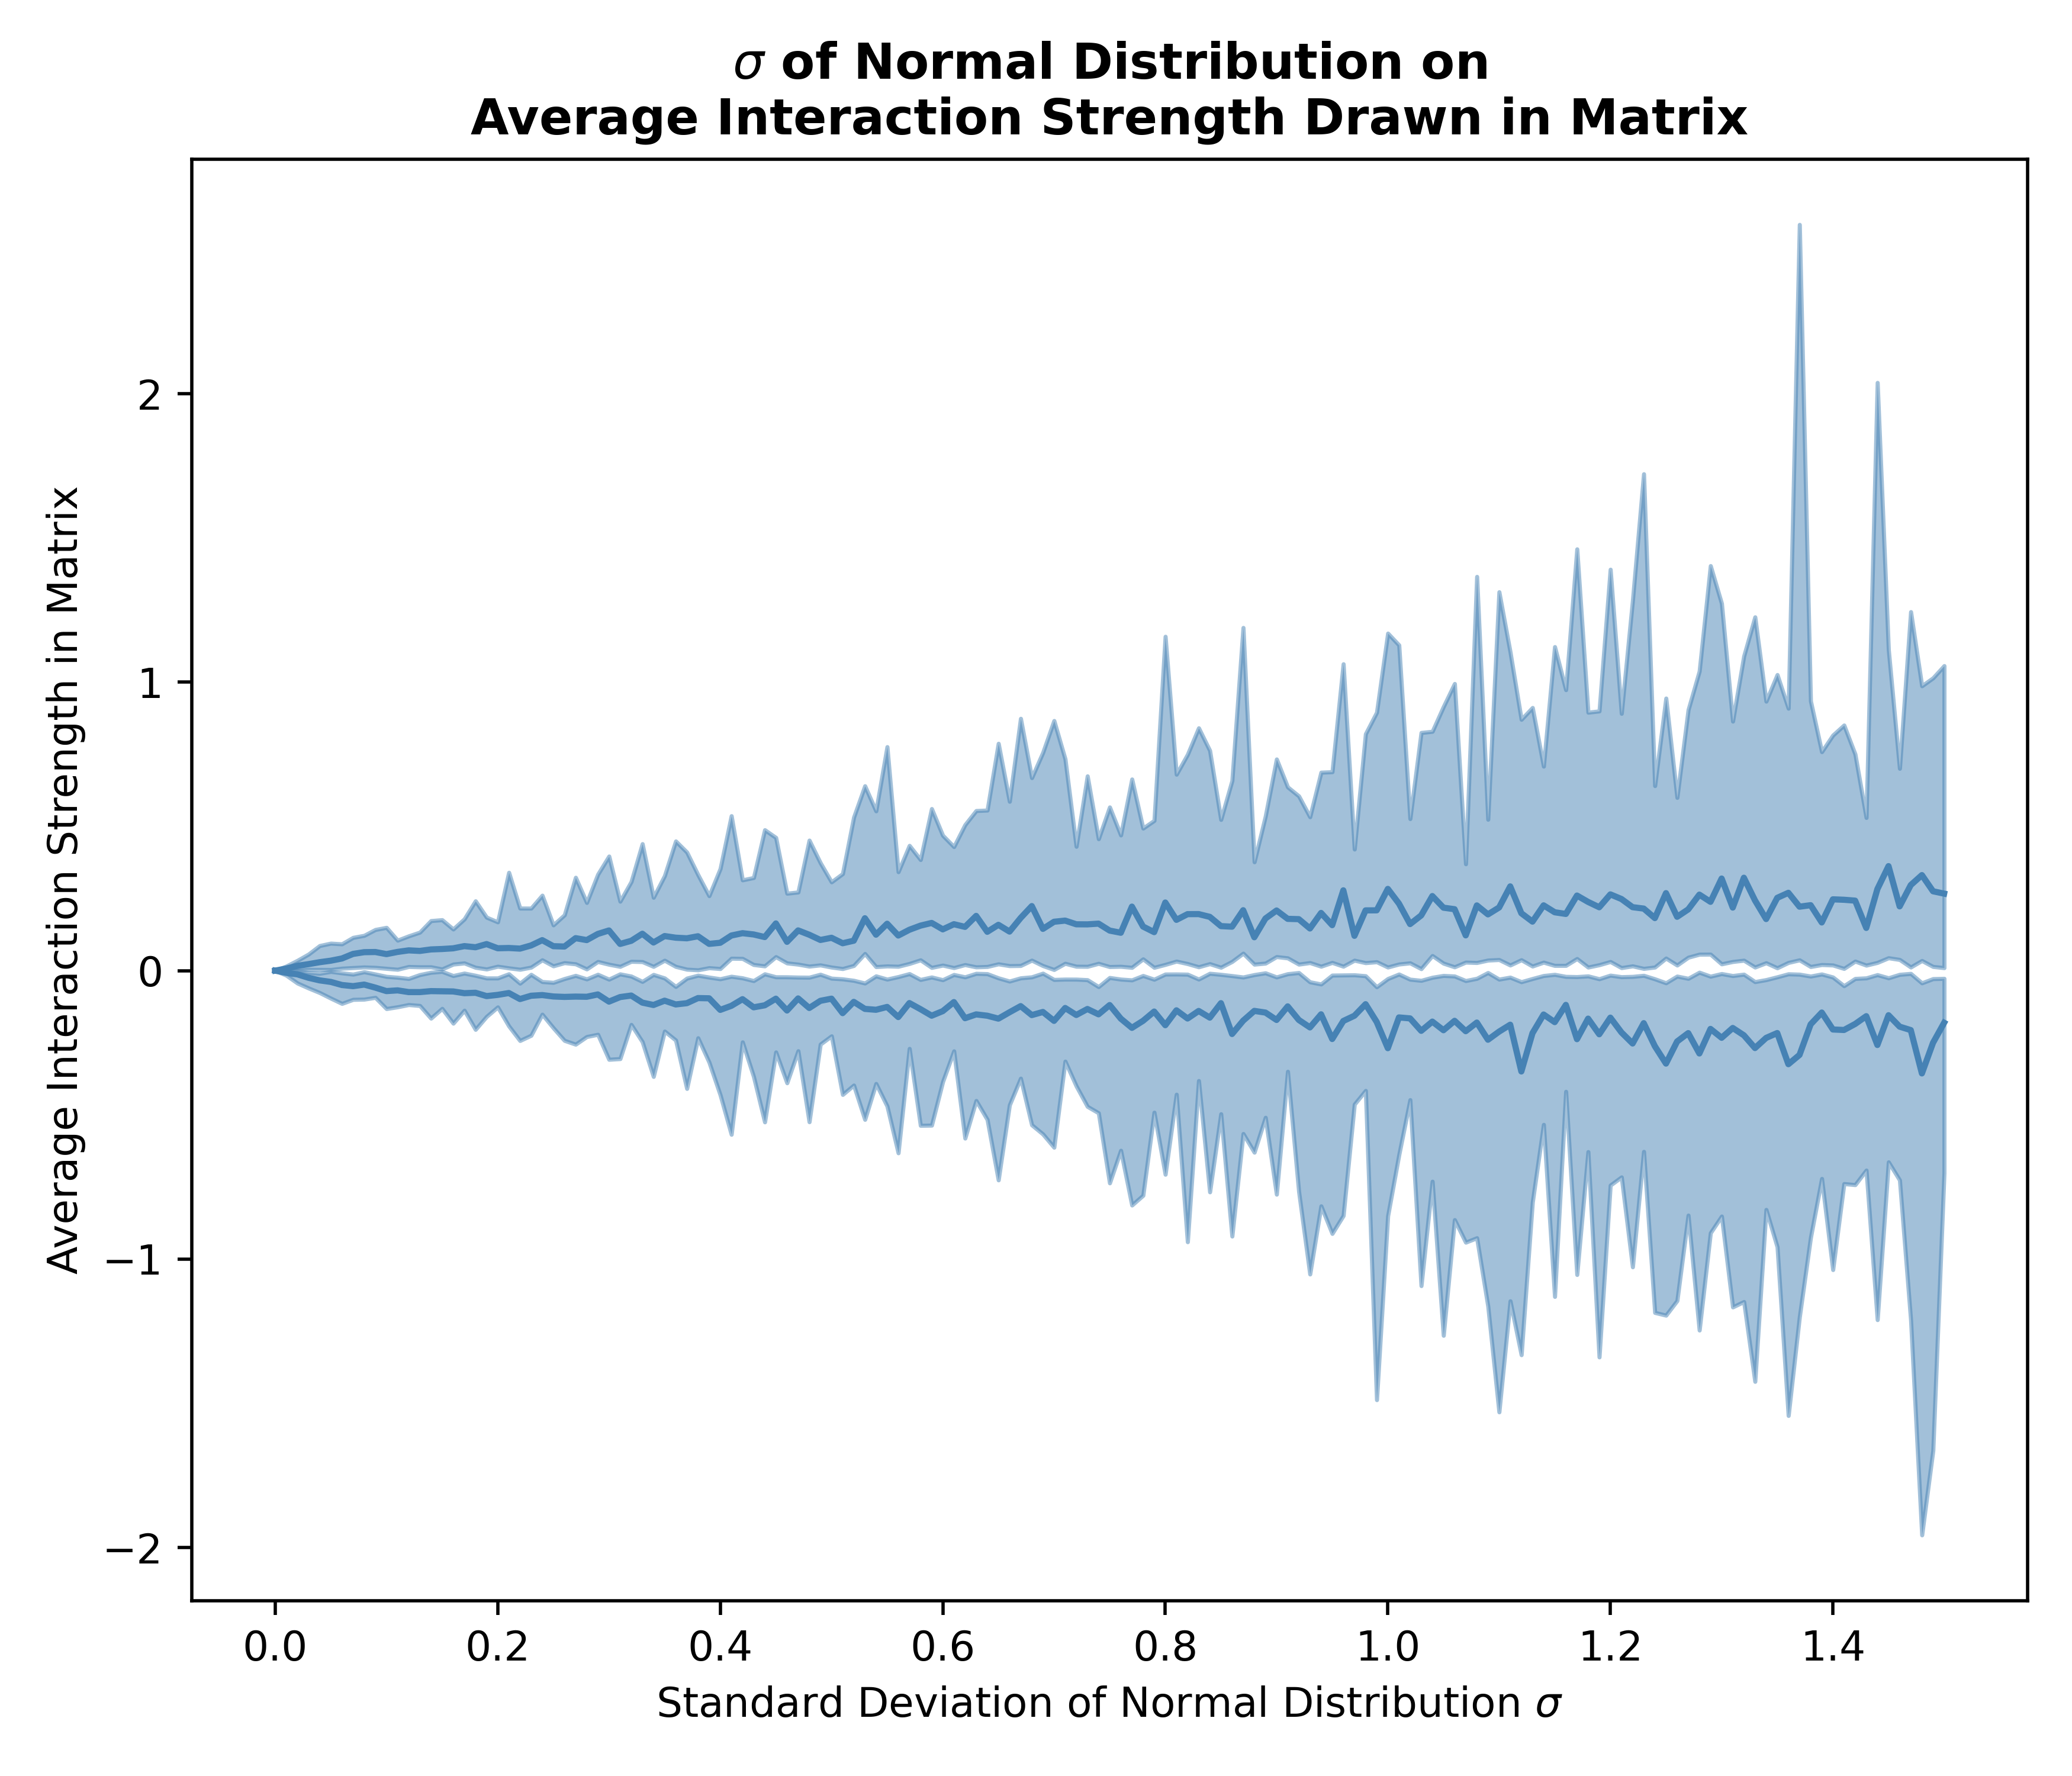 σ of Normal Distribution on
Average Interaction Strength Drawn in Matrix
Average Interaction Strength in Matrix
2
1
0
−1
−2
0.0 0.2 0.4 0.6 0.8 1.0 1.2 1.4
Standard Deviation of Normal Distribution σ